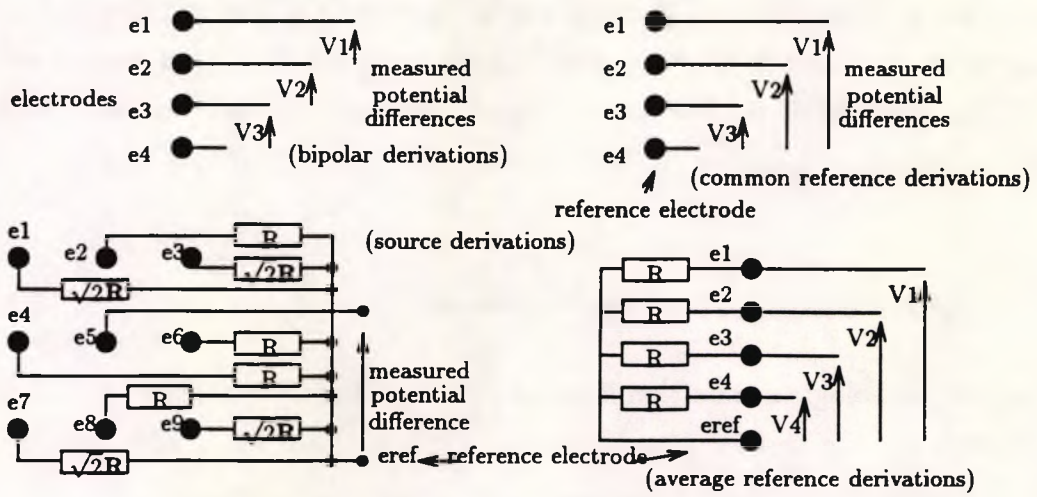 e1
V1
e2
measured
potential
differences
V2
electrodes
e3
V3
e4
(bipolar derivations)
e1
V1
e2
measured
potential
differences
V2
e3
V3
e4
(common reference derivations)
reference electrode
e1
e2
R
e3
(source derivations)
√2R
√2R
e4
e5
e6
R
R
measured
potential
difference
e7
R
e8
e9
√2R
√2R
eref
reference electrode
R
e1
V1
R
e2
V2
R
e3
V3
R
e4
V4
eref
(average reference derivations)